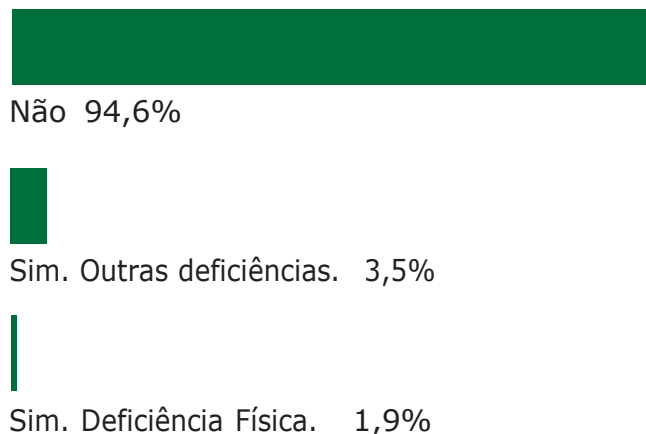 Não 94,6%
Sim. Outras deficiências. 3,5%
Sim. Deficiência Física. 1,9%